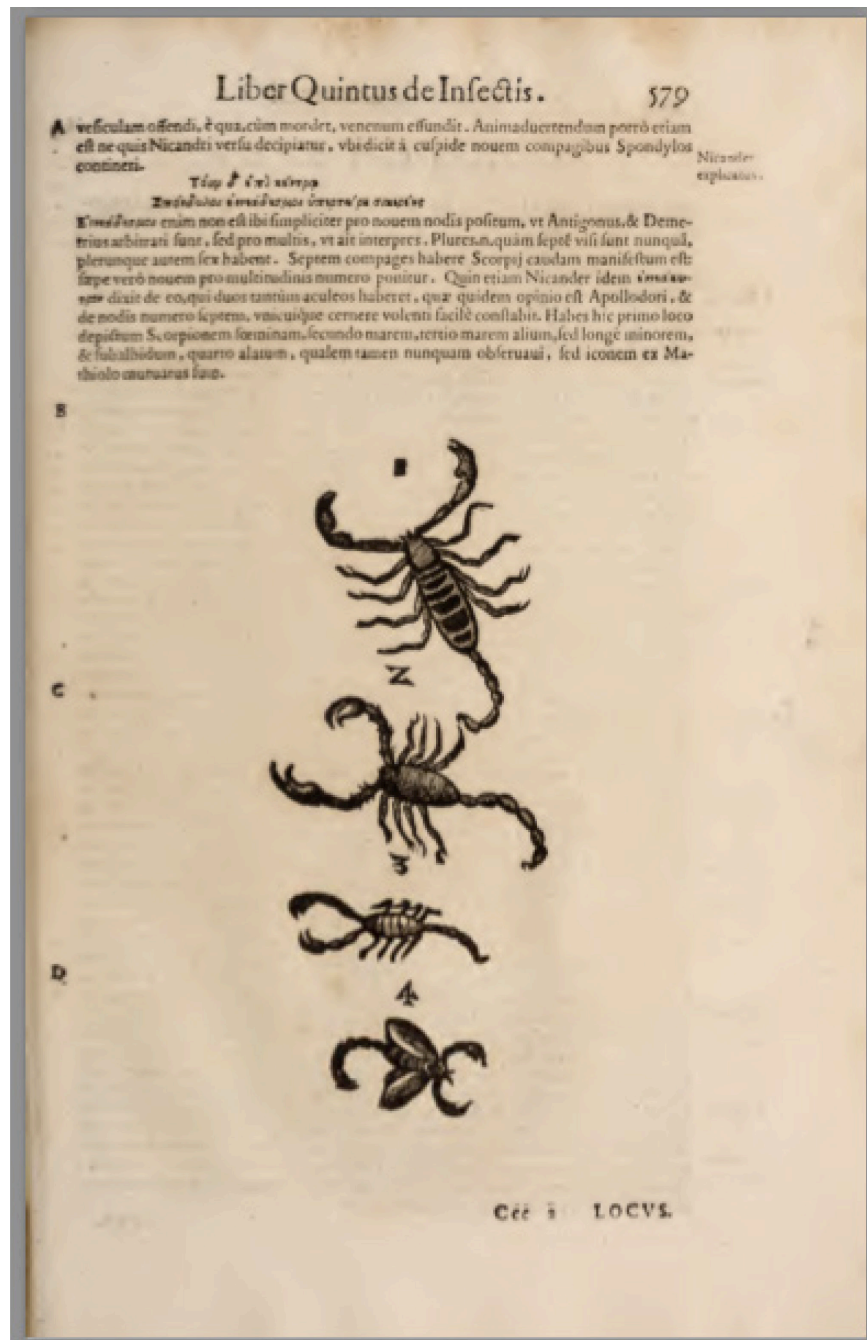 Liber Quintus de Insectis. 579
A vesiculam offendi, è qua, cùm mordet, venenum effundit. Animaduertendum porrò etiam
est ne quis Nicandri versu decipiatur, vbi dicit à cuspide nouem compagibus Spondylos
contineri.
Nicander
explicatus.
enim non est ibi simpliciter pro nouem nodis positum, vt Antigonus, & Deme-
trius arbitrati sunt, sed pro multis, vt ait interpres. Plures.n.quàm septẽ visi sunt nunquã,
plerunque autem sex habent. Septem compages habere Scorpij caudam manifestum est:
sæpe verò nouem pro multitudinis numero ponitur. Quin etiam Nicander idem
dixit de eo, qui duos tantùm aculeos haberet, quæ quidem opinio est Apollodori, &
de nodis numero septem, vnicuique cernere volenti facilè constabit. Habes hic primo loco
depictum Scorpionem fœminam, secundo marem, tertio marem alium, sed longè minorem,
& subalbidum, quarto alatum, qualem tamen nunquam obseruaui, sed iconem ex Ma-
thiolo mutuatus sum.
B
2
C
3
D
4
LOCVS.